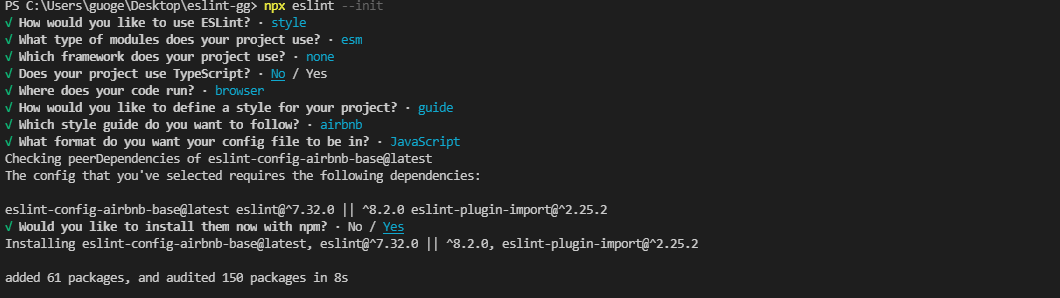 PS C:\Users\guoge\Desktop\eslint-gg> npx eslint --init
√ How would you like to use ESLint? · style
√ What type of modules does your project use? · esm
√ Which framework does your project use? · none
√ Does your project use TypeScript? · No / Yes
√ Where does your code run? · browser
√ How would you like to define a style for your project? · guide
√ Which style guide do you want to follow? · airbnb
√ What format do you want your config file to be in? · JavaScript
Checking peerDependencies of eslint-config-airbnb-base@latest
The config that you've selected requires the following dependencies:
eslint-config-airbnb-base@latest eslint@^7.32.0 || ^8.2.0 eslint-plugin-import@^2.25.2
√ Would you like to install them now with npm? · No / Yes
Installing eslint-config-airbnb-base@latest, eslint@^7.32.0 || ^8.2.0, eslint-plugin-import@^2.25.2
added 61 packages, and audited 150 packages in 8s